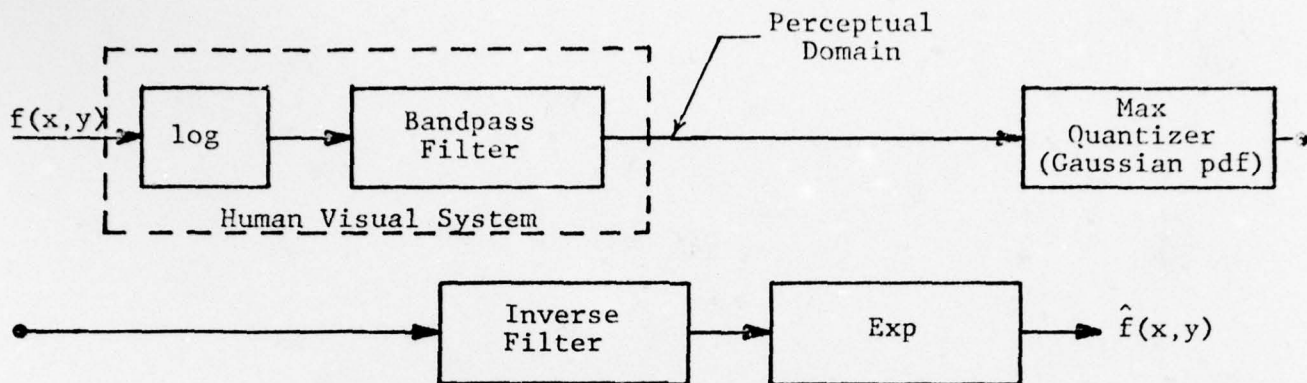 Perceptual
Domain
f(x,y)
log
Bandpass
Filter
Max
Quantizer
(Gaussian pdf)
Human Visual System
Inverse
Filter
Exp
f̂(x,y)